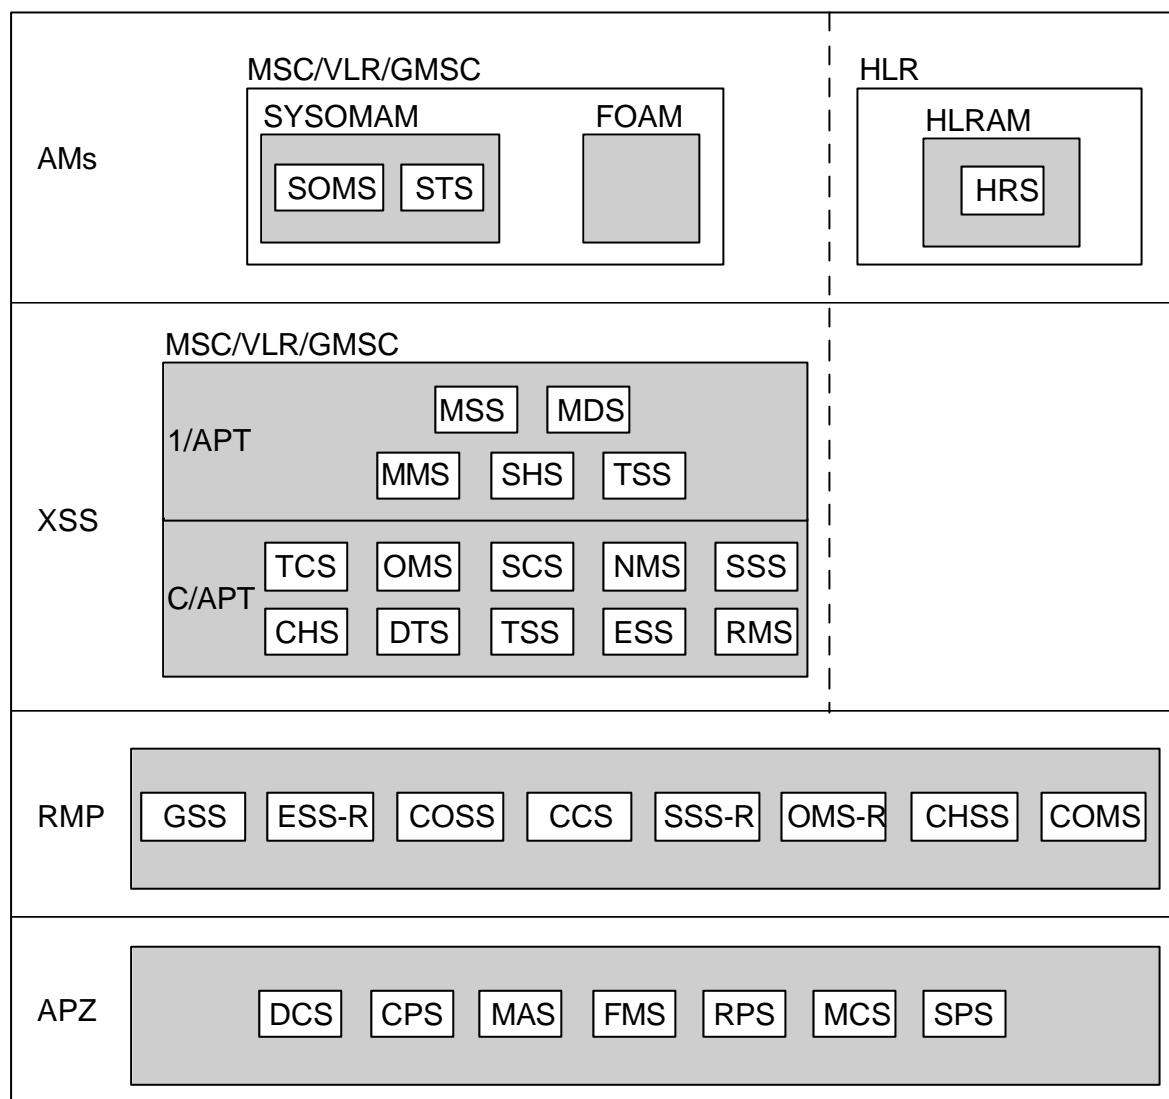 MSC/VLR/GMSC
HLR
SYSOMAM
FOAM
HLRAM
AMs
SOMS
STS
HRS
MSC/VLR/GMSC
MSS
MDS
1/APT
MMS
SHS
TSS
XSS
TCS
OMS
SCS
NMS
SSS
C/APT
CHS
DTS
TSS
ESS
RMS
RMP
GSS
ESS-R
COSS
CCS
SSS-R
OMS-R
CHSS
COMS
APZ
DCS
CPS
MAS
FMS
RPS
MCS
SPS